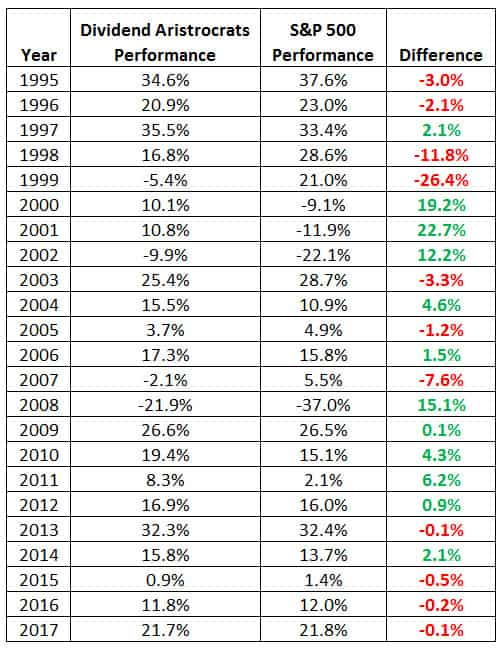 Dividend Aristrocrats S&P 500
Year Performance Performance Difference
1995 34.6% 37.6% -3.0%
1996 20.9% 23.0% -2.1%
1997 35.5% 33.4% 2.1%
1998 16.8% 28.6% -11.8%
1999 -5.4% 21.0% -26.4%
2000 10.1% -9.1% 19.2%
2001 10.8% -11.9% 22.7%
2002 -9.9% -22.1% 12.2%
2003 25.4% 28.7% -3.3%
2004 15.5% 10.9% 4.6%
2005 3.7% 4.9% -1.2%
2006 17.3% 15.8% 1.5%
2007 -2.1% 5.5% -7.6%
2008 -21.9% -37.0% 15.1%
2009 26.6% 26.5% 0.1%
2010 19.4% 15.1% 4.3%
2011 8.3% 2.1% 6.2%
2012 16.9% 16.0% 0.9%
2013 32.3% 32.4% -0.1%
2014 15.8% 13.7% 2.1%
2015 0.9% 1.4% -0.5%
2016 11.8% 12.0% -0.2%
2017 21.7% 21.8% -0.1%